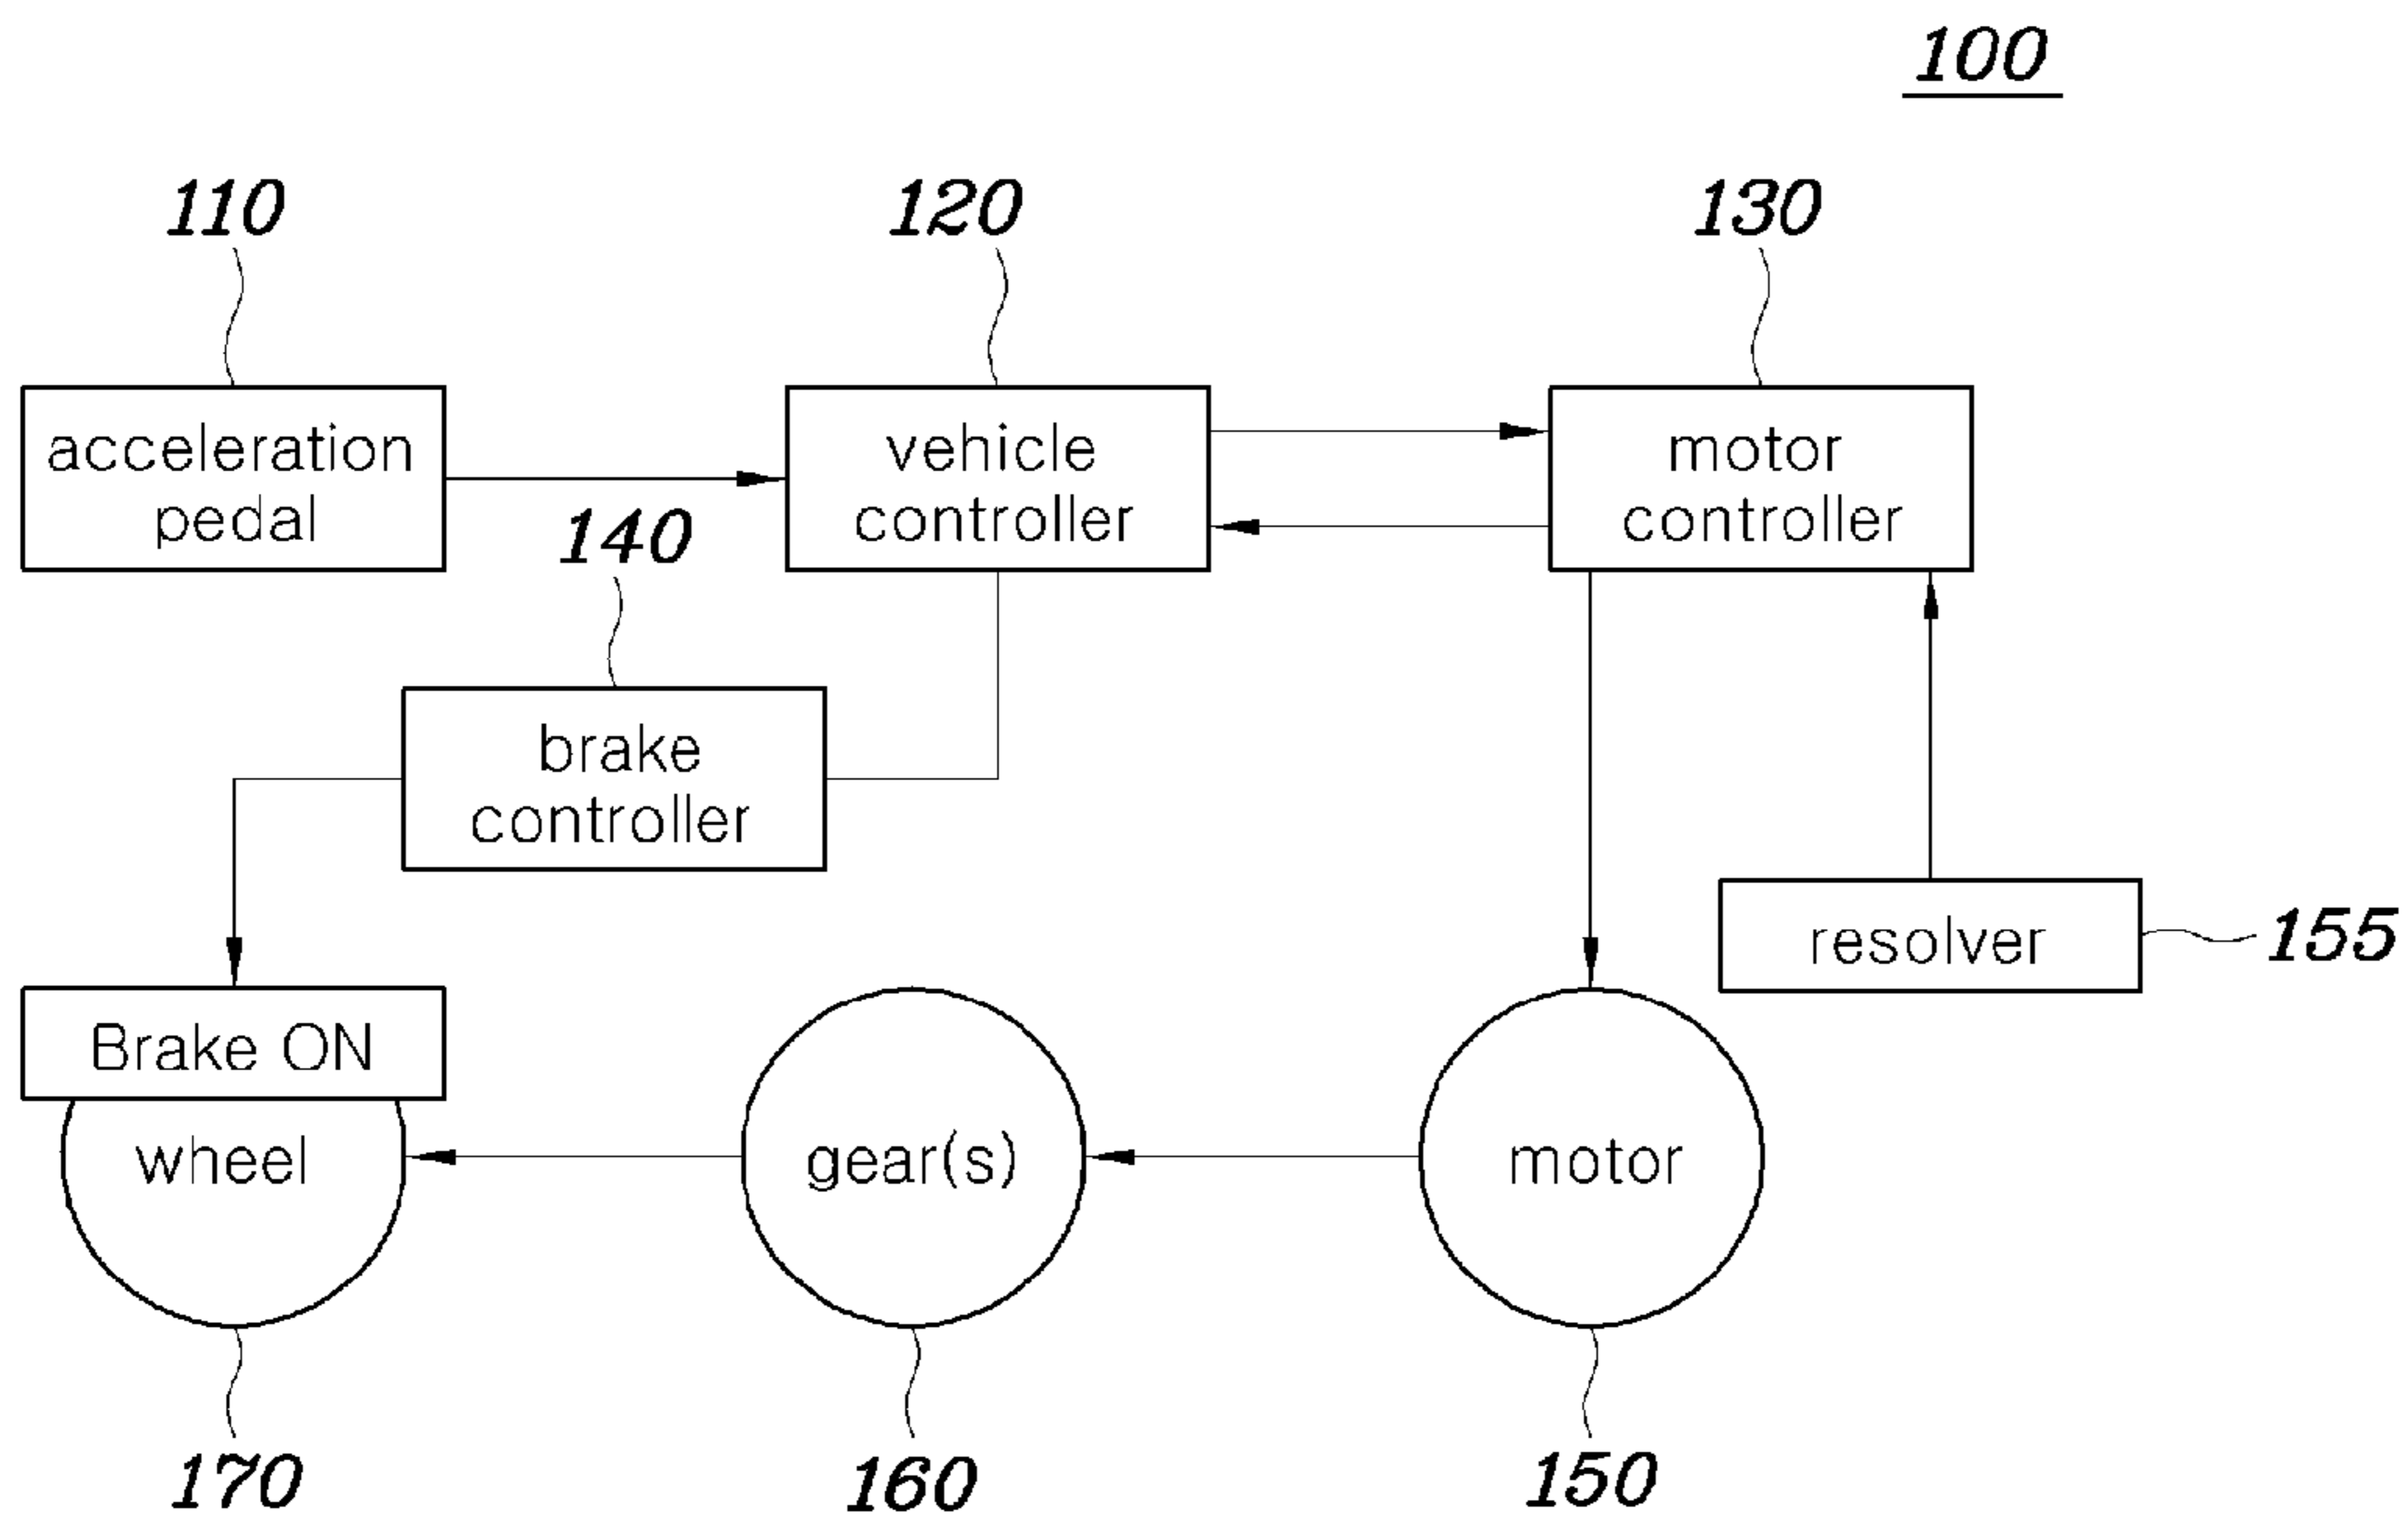 100
110
120
130
acceleration
pedal
vehicle
controller
motor
controller
140
brake
controller
resolver
155
Brake ON
wheel
gear(s)
motor
170
160
150